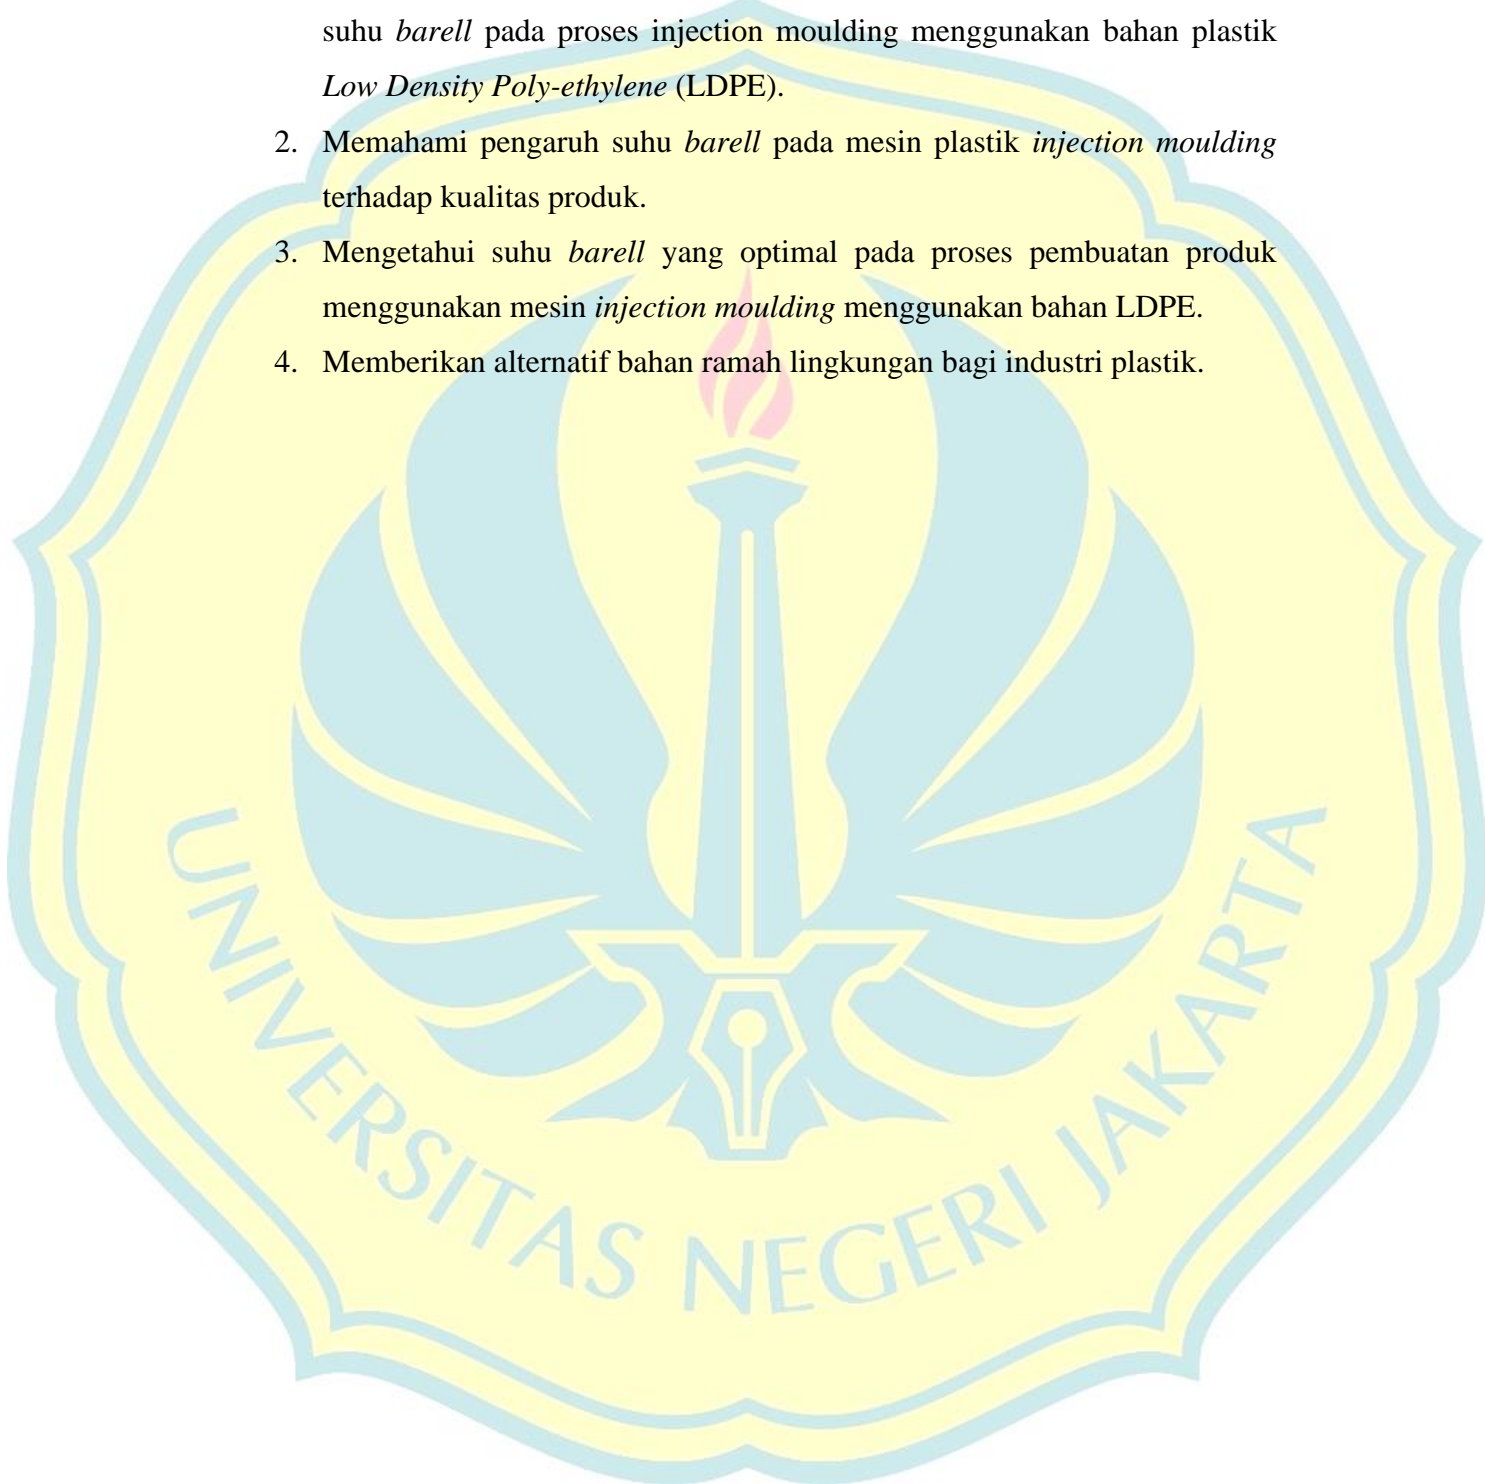 suhu barell pada proses injection moulding menggunakan bahan plastik
Low Density Poly-ethylene (LDPE).
2. Memahami pengaruh suhu barell pada mesin plastik injection moulding
terhadap kualitas produk.
3. Mengetahui suhu barell yang optimal pada proses pembuatan produk
menggunakan mesin injection moulding menggunakan bahan LDPE.
4. Memberikan alternatif bahan ramah lingkungan bagi industri plastik.
UNIVERSITAS NEGERI JAKARTA